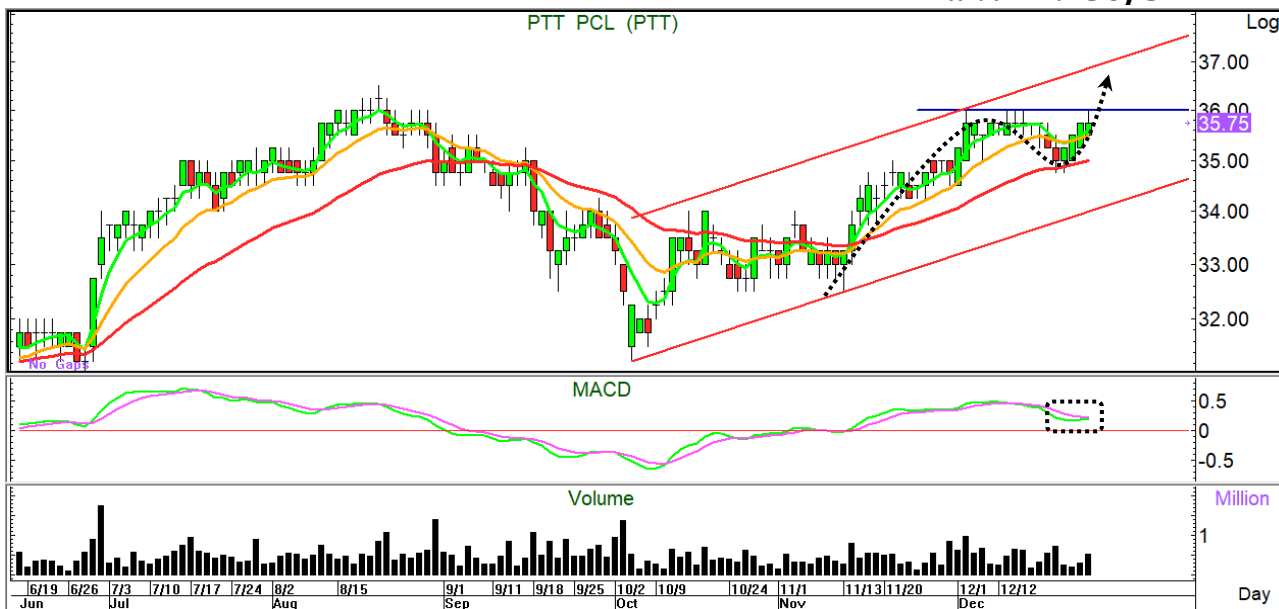 PTT PCL (PTT)
Log
37.00
36.00
35.75
35.00
34.00
33.00
32.00
No Gaps
MACD
0.5
0
-0.5
Volume
Million
1
6/19 6/26 7/3 7/10 7/17 7/24 8/2 8/15 9/1 9/11 9/18 9/25 10/2 10/9 10/24 11/1 11/13 11/20 12/1 12/12
Jun Jul Aug Sep Oct Nov Dec
Day